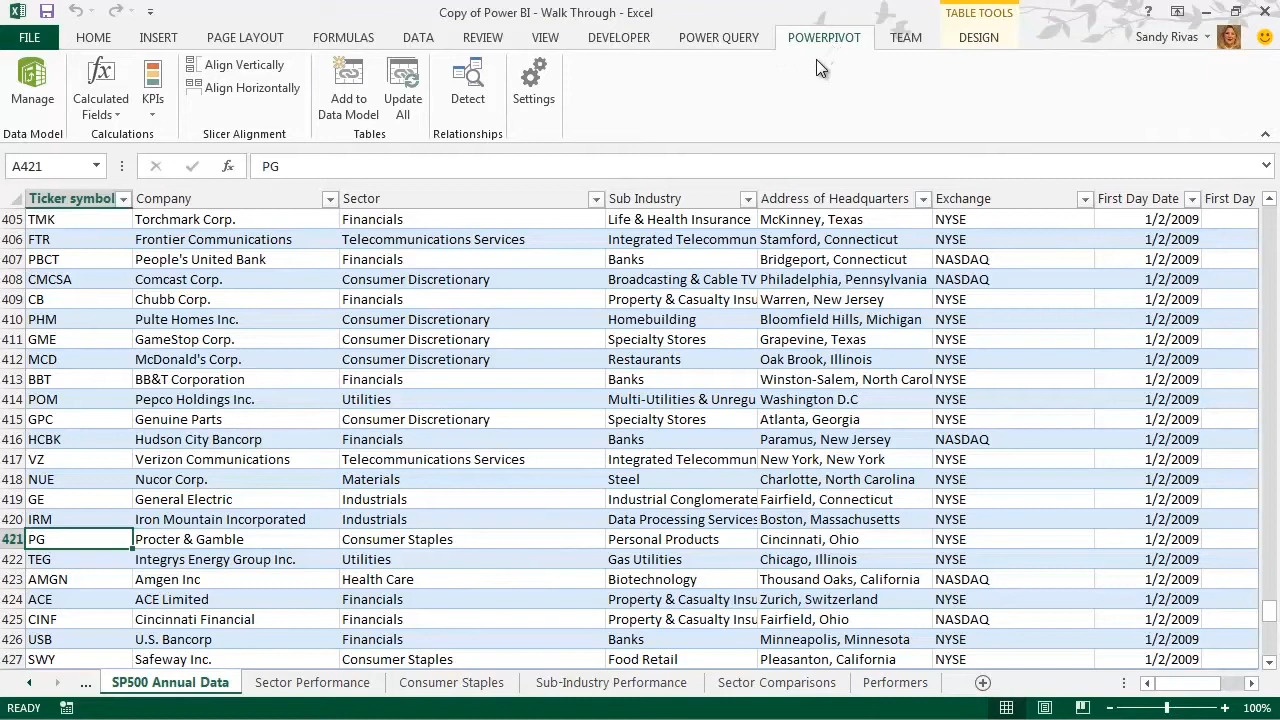 Copy of Power BI - Walk Through - Excel
TABLE TOOLS
FILE HOME INSERT PAGE LAYOUT FORMULAS DATA REVIEW VIEW DEVELOPER POWER QUERY POWERPIVOT TEAM DESIGN Sandy Rivas
Manage
Calculated Fields
KPIs
Align Vertically
Align Horizontally
Add to Data Model
Update All
Detect
Settings
Data Model Calculations Slicer Alignment Tables Relationships
A421 fx PG
Ticker symbol Company Sector Sub Industry Address of Headquarters Exchange First Day Date First Day
405 TMK Torchmark Corp. Financials Life & Health Insurance McKinney, Texas NYSE 1/2/2009
406 FTR Frontier Communications Telecommunications Services Integrated Telecommun Stamford, Connecticut NYSE 1/2/2009
407 PBCT People's United Bank Financials Banks Bridgeport, Connecticut NASDAQ 1/2/2009
408 CMCSA Comcast Corp. Consumer Discretionary Broadcasting & Cable TV Philadelphia, Pennsylvania NASDAQ 1/2/2009
409 CB Chubb Corp. Financials Property & Casualty Insu Warren, New Jersey NYSE 1/2/2009
410 PHM Pulte Homes Inc. Consumer Discretionary Homebuilding Bloomfield Hills, Michigan NYSE 1/2/2009
411 GME GameStop Corp. Consumer Discretionary Specialty Stores Grapevine, Texas NYSE 1/2/2009
412 MCD McDonald's Corp. Consumer Discretionary Restaurants Oak Brook, Illinois NYSE 1/2/2009
413 BBT BB&T Corporation Financials Banks Winston-Salem, North Carol NYSE 1/2/2009
414 POM Pepco Holdings Inc. Utilities Multi-Utilities & Unregu Washington D.C NYSE 1/2/2009
415 GPC Genuine Parts Consumer Discretionary Specialty Stores Atlanta, Georgia NYSE 1/2/2009
416 HCBK Hudson City Bancorp Financials Banks Paramus, New Jersey NASDAQ 1/2/2009
417 VZ Verizon Communications Telecommunications Services Integrated Telecommun New York, New York NYSE 1/2/2009
418 NUE Nucor Corp. Materials Steel Charlotte, North Carolina NYSE 1/2/2009
419 GE General Electric Industrials Industrial Conglomerate Fairfield, Connecticut NYSE 1/2/2009
420 IRM Iron Mountain Incorporated Industrials Data Processing Services Boston, Massachusetts NYSE 1/2/2009
421 PG Procter & Gamble Consumer Staples Personal Products Cincinnati, Ohio NYSE 1/2/2009
422 TEG Integrys Energy Group Inc. Utilities Gas Utilities Chicago, Illinois NYSE 1/2/2009
423 AMGN Amgen Inc Health Care Biotechnology Thousand Oaks, California NASDAQ 1/2/2009
424 ACE ACE Limited Financials Property & Casualty Insu Zurich, Switzerland NYSE 1/2/2009
425 CINF Cincinnati Financial Financials Property & Casualty Insu Fairfield, Ohio NASDAQ 1/2/2009
426 USB U.S. Bancorp Financials Banks Minneapolis, Minnesota NYSE 1/2/2009
427 SWY Safeway Inc. Consumer Staples Food Retail Pleasanton, California NYSE 1/2/2009
... SP500 Annual Data Sector Performance Consumer Staples Sub-Industry Performance Sector Comparisons Performers
READY 100%